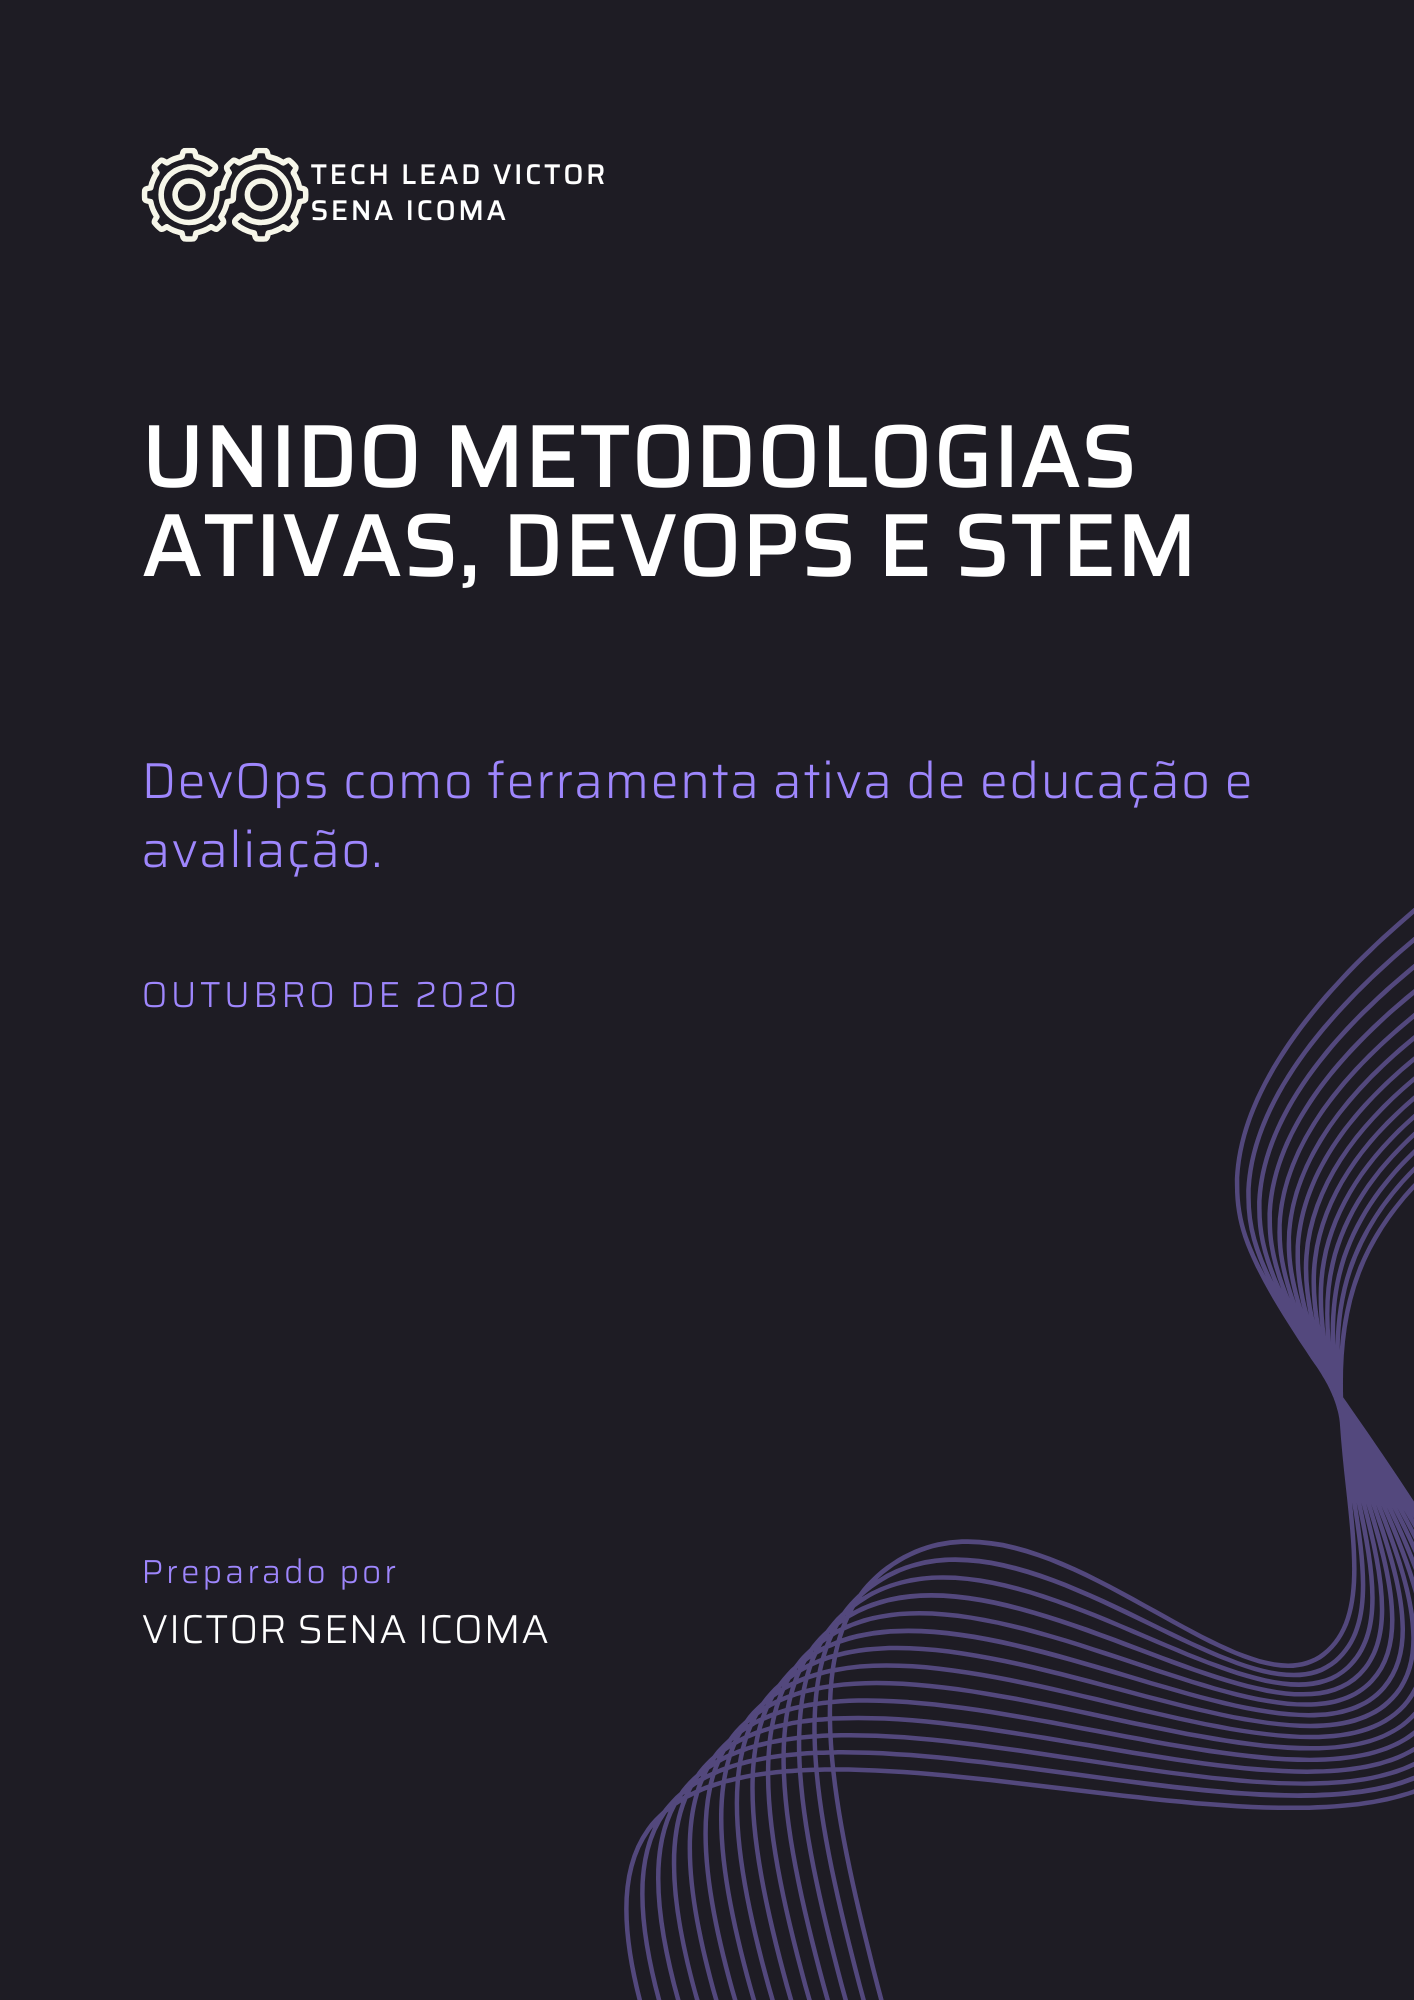 TECH LEAD VICTOR
SENA ICOMA
UNIDO METODOLOGIAS
ATIVAS, DEVOPS E STEM
DevOps como ferramenta ativa de educação e
avaliação.
OUTUBRO DE 2020
Preparado por
VICTOR SENA ICOMA